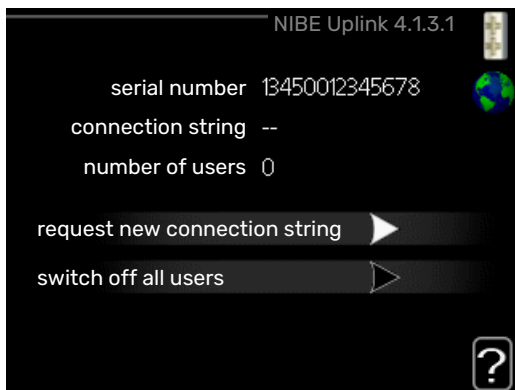 NIBE Uplink 4.1.3.1
serial number 13450012345678
connection string --
number of users 0
request new connection string
switch off all users
?